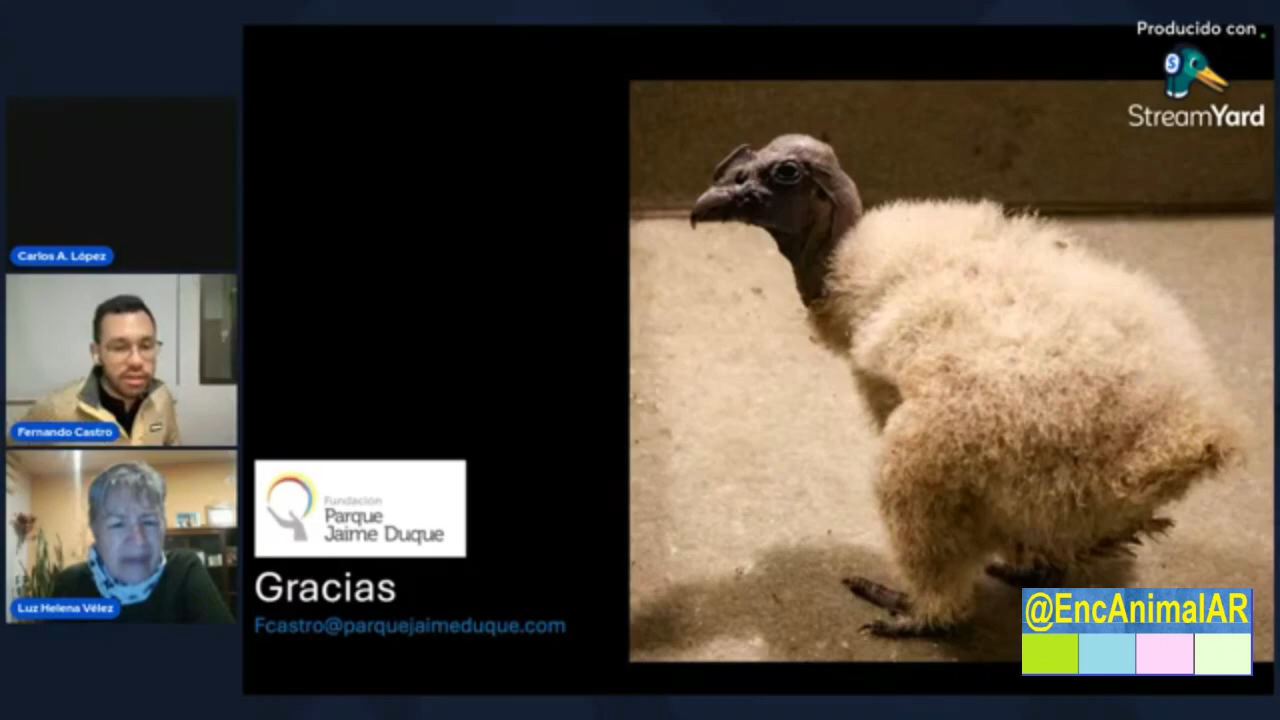 Producido con
StreamYard
Carlos A. López
Fernando Castro
Luz Helena Vélez
Fundación
Parque
Jaime Duque
Gracias
Fcastro@parquejaimeduque.com
@EncAnimalAR